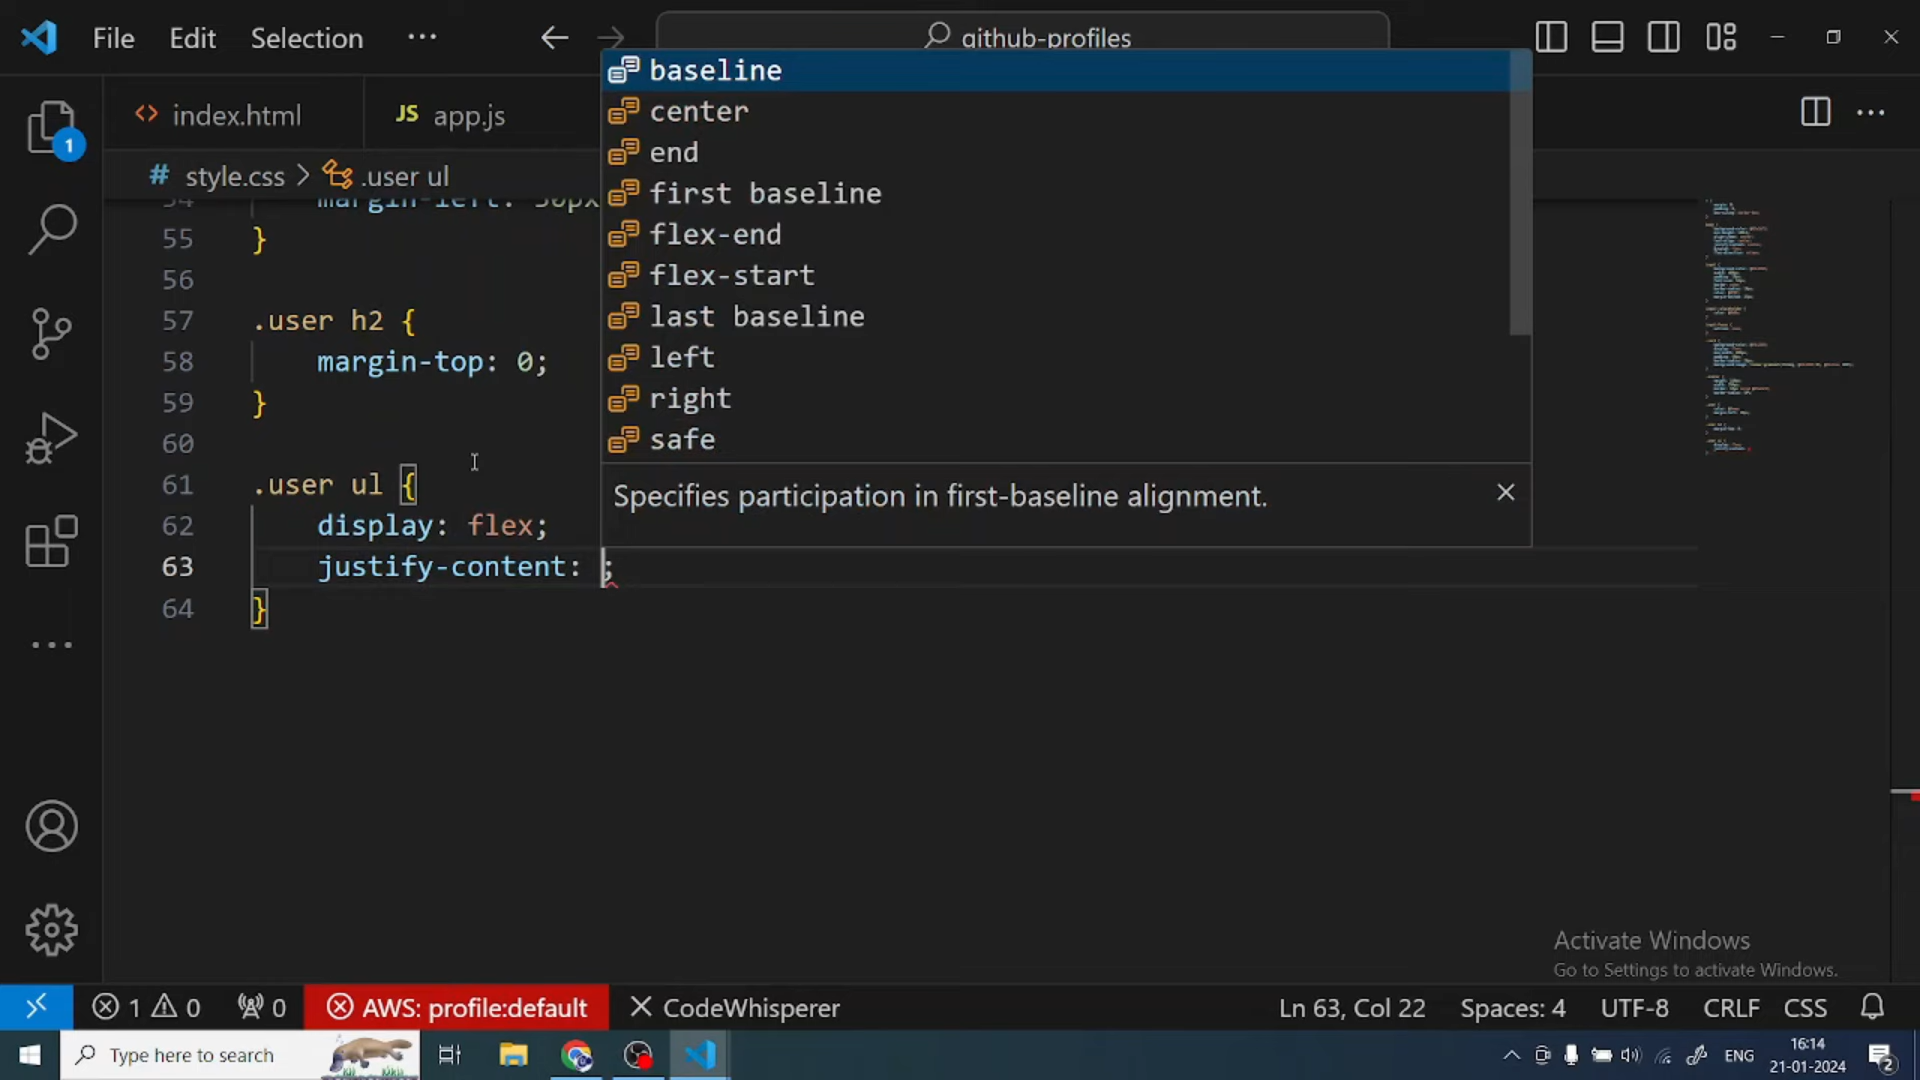 File Edit Selection ...
github-profiles
index.html
JS app.js
# style.css > .user ul
54 margin-left: 50px
55 }
56
57 .user h2 {
58 margin-top: 0;
59 }
60
61 .user ul {
62 display: flex;
63 justify-content: ;
64 }
baseline
center
end
first baseline
flex-end
flex-start
last baseline
left
right
safe
Specifies participation in first-baseline alignment.
1
Activate Windows
Go to Settings to activate Windows.
1 0 0 AWS: profile:default CodeWhisperer Ln 63, Col 22 Spaces: 4 UTF-8 CRLF CSS
Type here to search
ENG
16:14
21-01-2024
2